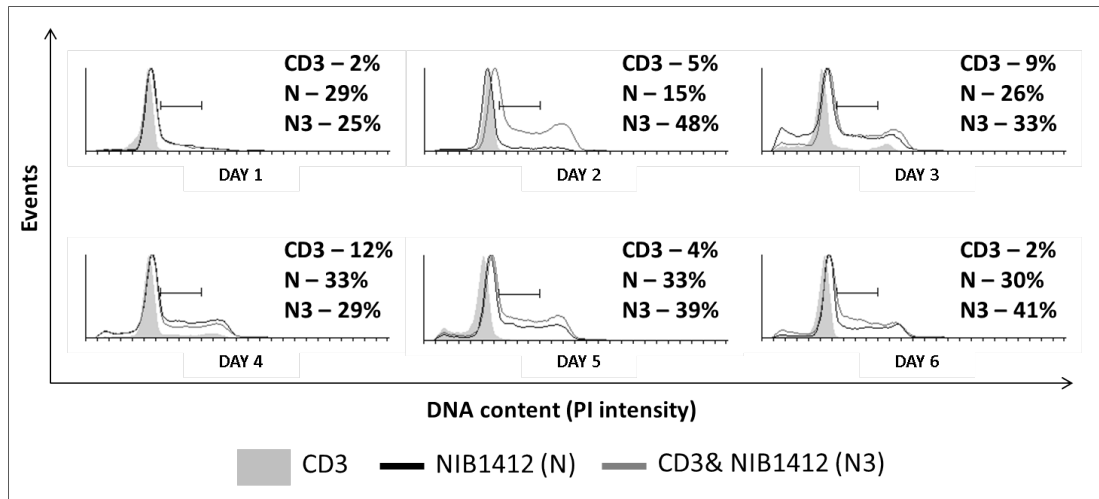 CD3 – 2%
N – 29%
N3 – 25%
DAY 1
CD3 – 5%
N – 15%
N3 – 48%
DAY 2
CD3 – 9%
N – 26%
N3 – 33%
DAY 3
Events
CD3 – 12%
N – 33%
N3 – 29%
DAY 4
CD3 – 4%
N – 33%
N3 – 39%
DAY 5
CD3 – 2%
N – 30%
N3 – 41%
DAY 6
DNA content (PI intensity)
CD3
NIB1412 (N)
CD3& NIB1412 (N3)